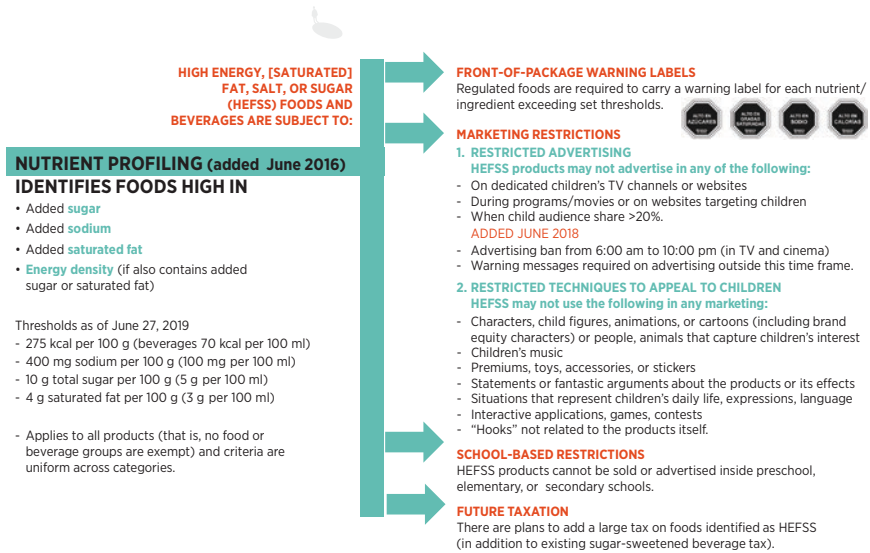 HIGH ENERGY, [SATURATED]
FAT, SALT, OR SUGAR
(HEFSS) FOODS AND
BEVERAGES ARE SUBJECT TO:
NUTRIENT PROFILING (added June 2016)
IDENTIFIES FOODS HIGH IN
• Added sugar
• Added sodium
• Added saturated fat
• Energy density (if also contains added
sugar or saturated fat)
Thresholds as of June 27, 2019
- 275 kcal per 100 g (beverages 70 kcal per 100 ml)
- 400 mg sodium per 100 g (100 mg per 100 ml)
- 10 g total sugar per 100 g (5 g per 100 ml)
- 4 g saturated fat per 100 g (3 g per 100 ml)
- Applies to all products (that is, no food or
beverage groups are exempt) and criteria are
uniform across categories.
FRONT-OF-PACKAGE WARNING LABELS
Regulated foods are required to carry a warning label for each nutrient/
ingredient exceeding set thresholds.
ALTO EN
AZÚCARES
ALTO EN
GRASAS
SATURADAS
ALTO EN
SODIO
ALTO EN
CALORÍAS
MARKETING RESTRICTIONS
1. RESTRICTED ADVERTISING
HEFSS products may not advertise in any of the following:
- On dedicated children's TV channels or websites
- During programs/movies or on websites targeting children
- When child audience share >20%.
ADDED JUNE 2018
- Advertising ban from 6:00 am to 10:00 pm (in TV and cinema)
- Warning messages required on advertising outside this time frame.
2. RESTRICTED TECHNIQUES TO APPEAL TO CHILDREN
HEFSS may not use the following in any marketing:
- Characters, child figures, animations, or cartoons (including brand
equity characters) or people, animals that capture children's interest
- Children's music
- Premiums, toys, accessories, or stickers
- Statements or fantastic arguments about the products or its effects
- Situations that represent children's daily life, expressions, language
- Interactive applications, games, contests
- "Hooks" not related to the products itself.
SCHOOL-BASED RESTRICTIONS
HEFSS products cannot be sold or advertised inside preschool,
elementary, or secondary schools.
FUTURE TAXATION
There are plans to add a large tax on foods identified as HEFSS
(in addition to existing sugar-sweetened beverage tax).